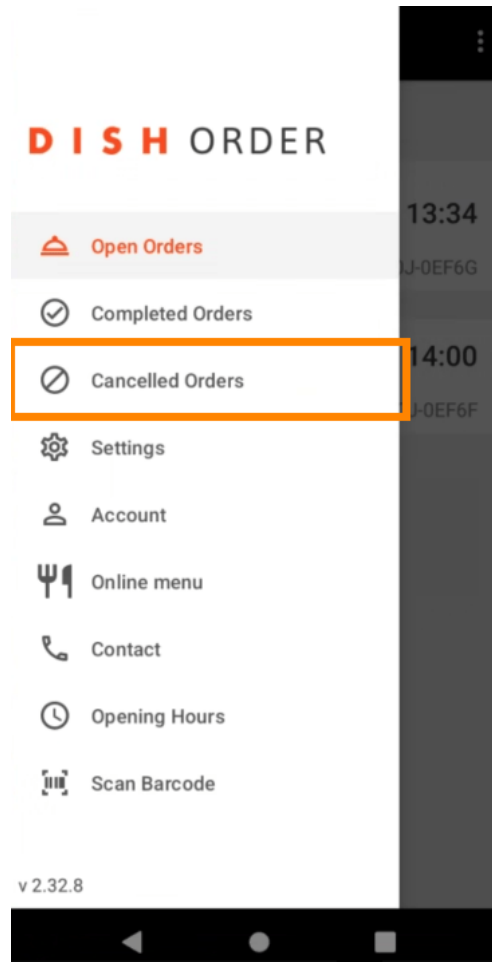 DISH ORDER
13:34
Open Orders
J-0EF6G
Completed Orders
14:00
Cancelled Orders
J-0EF6F
Settings
Account
Online menu
Contact
Opening Hours
Scan Barcode
v 2.32.8